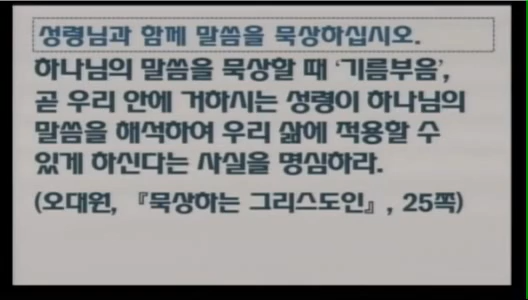 성령님과 함께 말씀을 묵상하십시오.
하나님의 말씀을 묵상할 때 ‘기름부음’,
곧 우리 안에 거하시는 성령이 하나님의
말씀을 해석하여 우리 삶에 적용할 수
있게 하신다는 사실을 명심하라.
(오대원, 『묵상하는 그리스도인』, 25쪽)